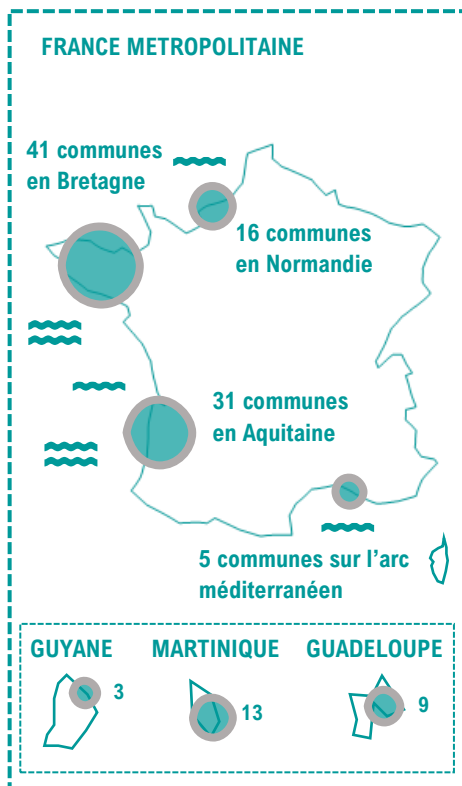 FRANCE METROPOLITAINE
41 communes
en Bretagne
16 communes
en Normandie
31 communes
en Aquitaine
5 communes sur l’arc
méditerranéen
GUYANE
MARTINIQUE
GUADELOUPE
3
13
9